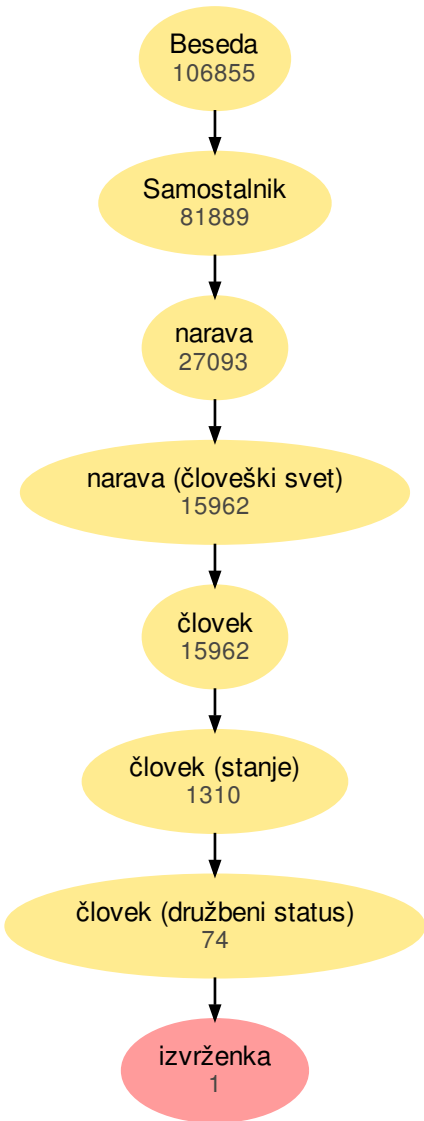 Beseda
106855
Samostalnik
81889
narava
27093
narava (človeški svet)
15962
človek
15962
človek (stanje)
1310
človek (družbeni status)
74
izvrženka
1